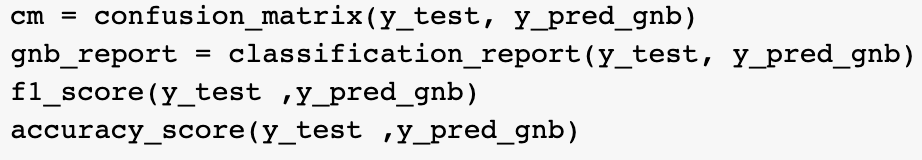 cm = confusion_matrix(y_test, y_pred_gnb)
gnb_report = classification_report(y_test, y_pred_gnb)
f1_score(y_test ,y_pred_gnb)
accuracy_score(y_test ,y_pred_gnb)